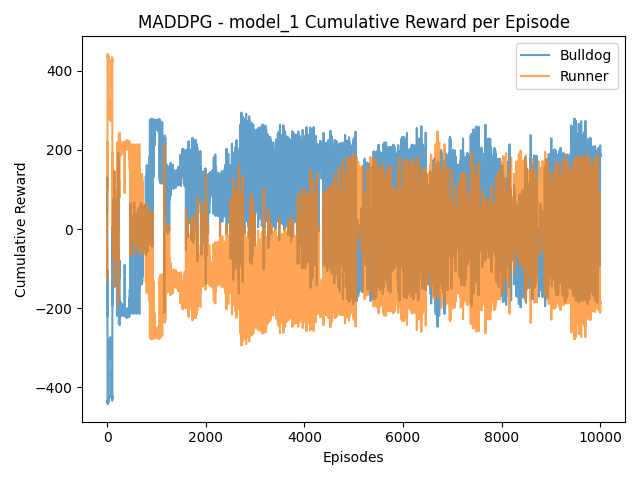 MADDPG - model_1 Cumulative Reward per Episode
Bulldog
Runner
Cumulative Reward
400
200
0
−200
−400
0 2000 4000 6000 8000 10000
Episodes